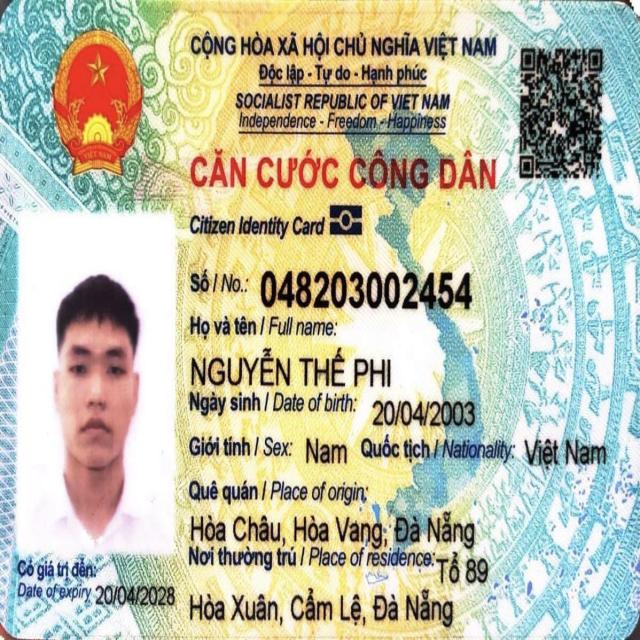 CỘNG HÒA XÃ HỘI CHỦ NGHĨA VIỆT NAM
Độc lập - Tự do - Hạnh phúc
SOCIALIST REPUBLIC OF VIET NAM
Independence - Freedom - Happiness
CĂN CƯỚC CÔNG DÂN
Citizen Identity Card
Số / No.: 048203002454
Họ và tên / Full name:
NGUYỄN THẾ PHI
Ngày sinh / Date of birth: 20/04/2003
Giới tính / Sex: Nam Quốc tịch / Nationality: Việt Nam
Quê quán / Place of origin:
Hòa Châu, Hòa Vang, Đà Nẵng
Nơi thường trú / Place of residence: Tổ 89
Hòa Xuân, Cẩm Lệ, Đà Nẵng
Có giá trị đến:
Date of expiry 20/04/2028
VIỆT NAM